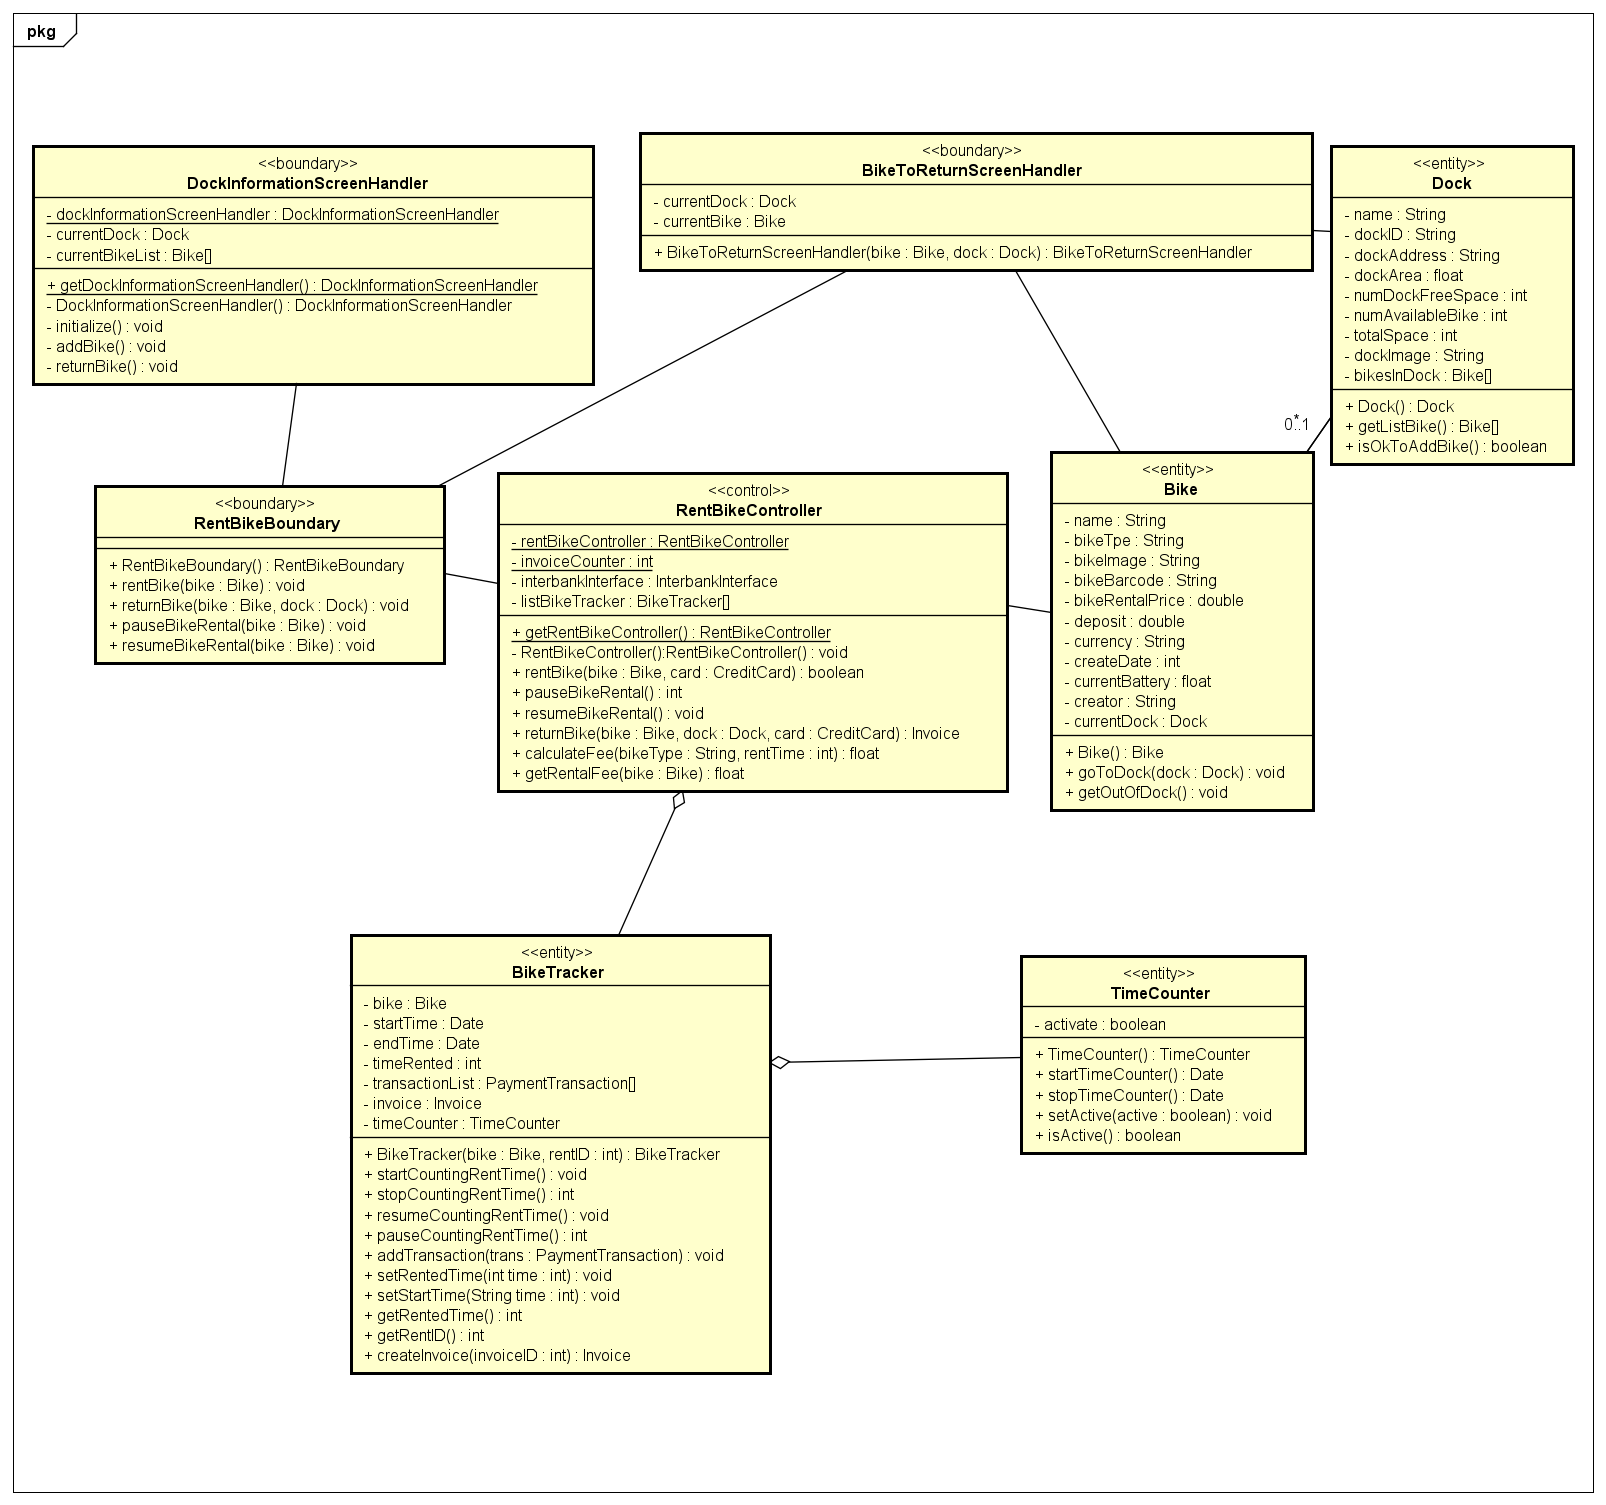 pkg
<<boundary>>
DockInformationScreenHandler
- dockInformationScreenHandler : DockInformationScreenHandler
- currentDock : Dock
- currentBikeList : Bike[]
+ getDockInformationScreenHandler() : DockInformationScreenHandler
- DockInformationScreenHandler() : DockInformationScreenHandler
- initialize() : void
- addBike() : void
- returnBike() : void
<<boundary>>
BikeToReturnScreenHandler
- currentDock : Dock
- currentBike : Bike
+ BikeToReturnScreenHandler(bike : Bike, dock : Dock) : BikeToReturnScreenHandler
<<entity>>
Dock
- name : String
- dockID : String
- dockAddress : String
- dockArea : float
- numDockFreeSpace : int
- numAvailableBike : int
- totalSpace : int
- dockImage : String
- bikesInDock : Bike[]
+ Dock() : Dock
+ getListBike() : Bike[]
+ isOkToAddBike() : boolean
*
0..1
<<boundary>>
RentBikeBoundary
+ RentBikeBoundary() : RentBikeBoundary
+ rentBike(bike : Bike) : void
+ returnBike(bike : Bike, dock : Dock) : void
+ pauseBikeRental(bike : Bike) : void
+ resumeBikeRental(bike : Bike) : void
<<control>>
RentBikeController
- rentBikeController : RentBikeController
- invoiceCounter : int
- interbankInterface : InterbankInterface
- listBikeTracker : BikeTracker[]
+ getRentBikeController() : RentBikeController
- RentBikeController():RentBikeController() : void
+ rentBike(bike : Bike, card : CreditCard) : boolean
+ pauseBikeRental() : int
+ resumeBikeRental() : void
+ returnBike(bike : Bike, dock : Dock, card : CreditCard) : Invoice
+ calculateFee(bikeType : String, rentTime : int) : float
+ getRentalFee(bike : Bike) : float
<<entity>>
Bike
- name : String
- bikeTpe : String
- bikeImage : String
- bikeBarcode : String
- bikeRentalPrice : double
- deposit : double
- currency : String
- createDate : int
- currentBattery : float
- creator : String
- currentDock : Dock
+ Bike() : Bike
+ goToDock(dock : Dock) : void
+ getOutOfDock() : void
<<entity>>
BikeTracker
- bike : Bike
- startTime : Date
- endTime : Date
- timeRented : int
- transactionList : PaymentTransaction[]
- invoice : Invoice
- timeCounter : TimeCounter
+ BikeTracker(bike : Bike, rentID : int) : BikeTracker
+ startCountingRentTime() : void
+ stopCountingRentTime() : int
+ resumeCountingRentTime() : void
+ pauseCountingRentTime() : int
+ addTransaction(trans : PaymentTransaction) : void
+ setRentedTime(int time : int) : void
+ setStartTime(String time : int) : void
+ getRentedTime() : int
+ getRentID() : int
+ createInvoice(invoiceID : int) : Invoice
<<entity>>
TimeCounter
- activate : boolean
+ TimeCounter() : TimeCounter
+ startTimeCounter() : Date
+ stopTimeCounter() : Date
+ setActive(active : boolean) : void
+ isActive() : boolean